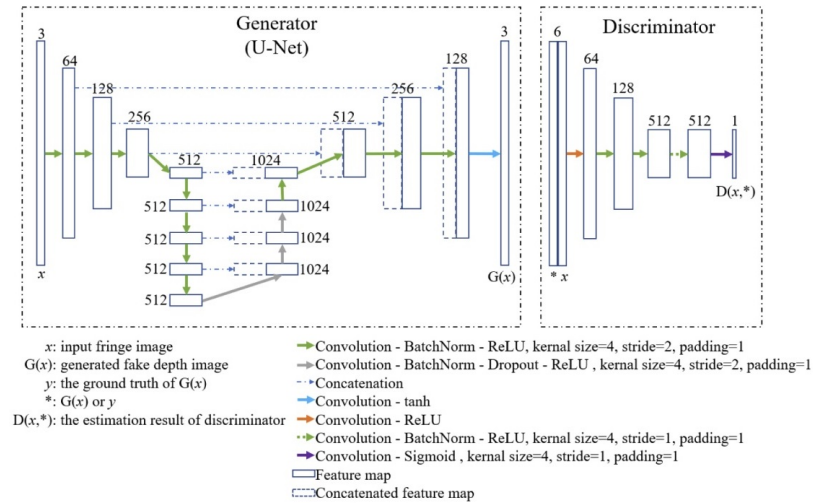 Generator
(U-Net)
Discriminator
3
64
128
256
512
1024
512
256
128
3
512
1024
512
1024
512
1024
512
x
G(x)
6
64
128
512
512
1
* x
D(x,*)
x: input fringe image
G(x): generated fake depth image
y: the ground truth of G(x)
*: G(x) or y
D(x,*): the estimation result of discriminator
Convolution - BatchNorm - ReLU, kernal size=4, stride=2, padding=1
Convolution - BatchNorm - Dropout - ReLU , kernal size=4, stride=2, padding=1
Concatenation
Convolution - tanh
Convolution - ReLU
Convolution - BatchNorm - ReLU, kernal size=4, stride=1, padding=1
Convolution - Sigmoid , kernal size=4, stride=1, padding=1
Feature map
Concatenated feature map